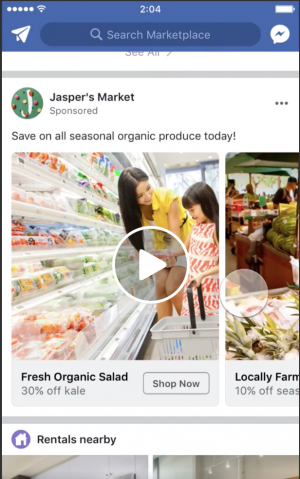 2:04
Search Marketplace
See All
Jasper's Market
Sponsored
Save on all seasonal organic produce today!
Fresh Organic Salad
30% off kale
Shop Now
Locally Farm
10% off seas
Rentals nearby